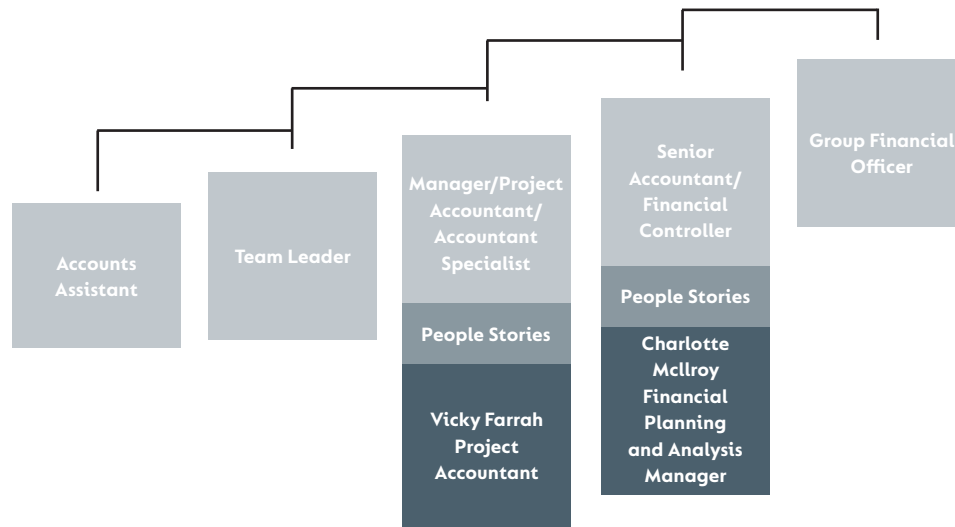 Accounts
Assistant
Team Leader
Manager/Project
Accountant/
Accountant
Specialist
People Stories
Vicky Farrah
Project
Accountant
Senior
Accountant/
Financial
Controller
People Stories
Charlotte
McIlroy
Financial
Planning
and Analysis
Manager
Group Financial
Officer